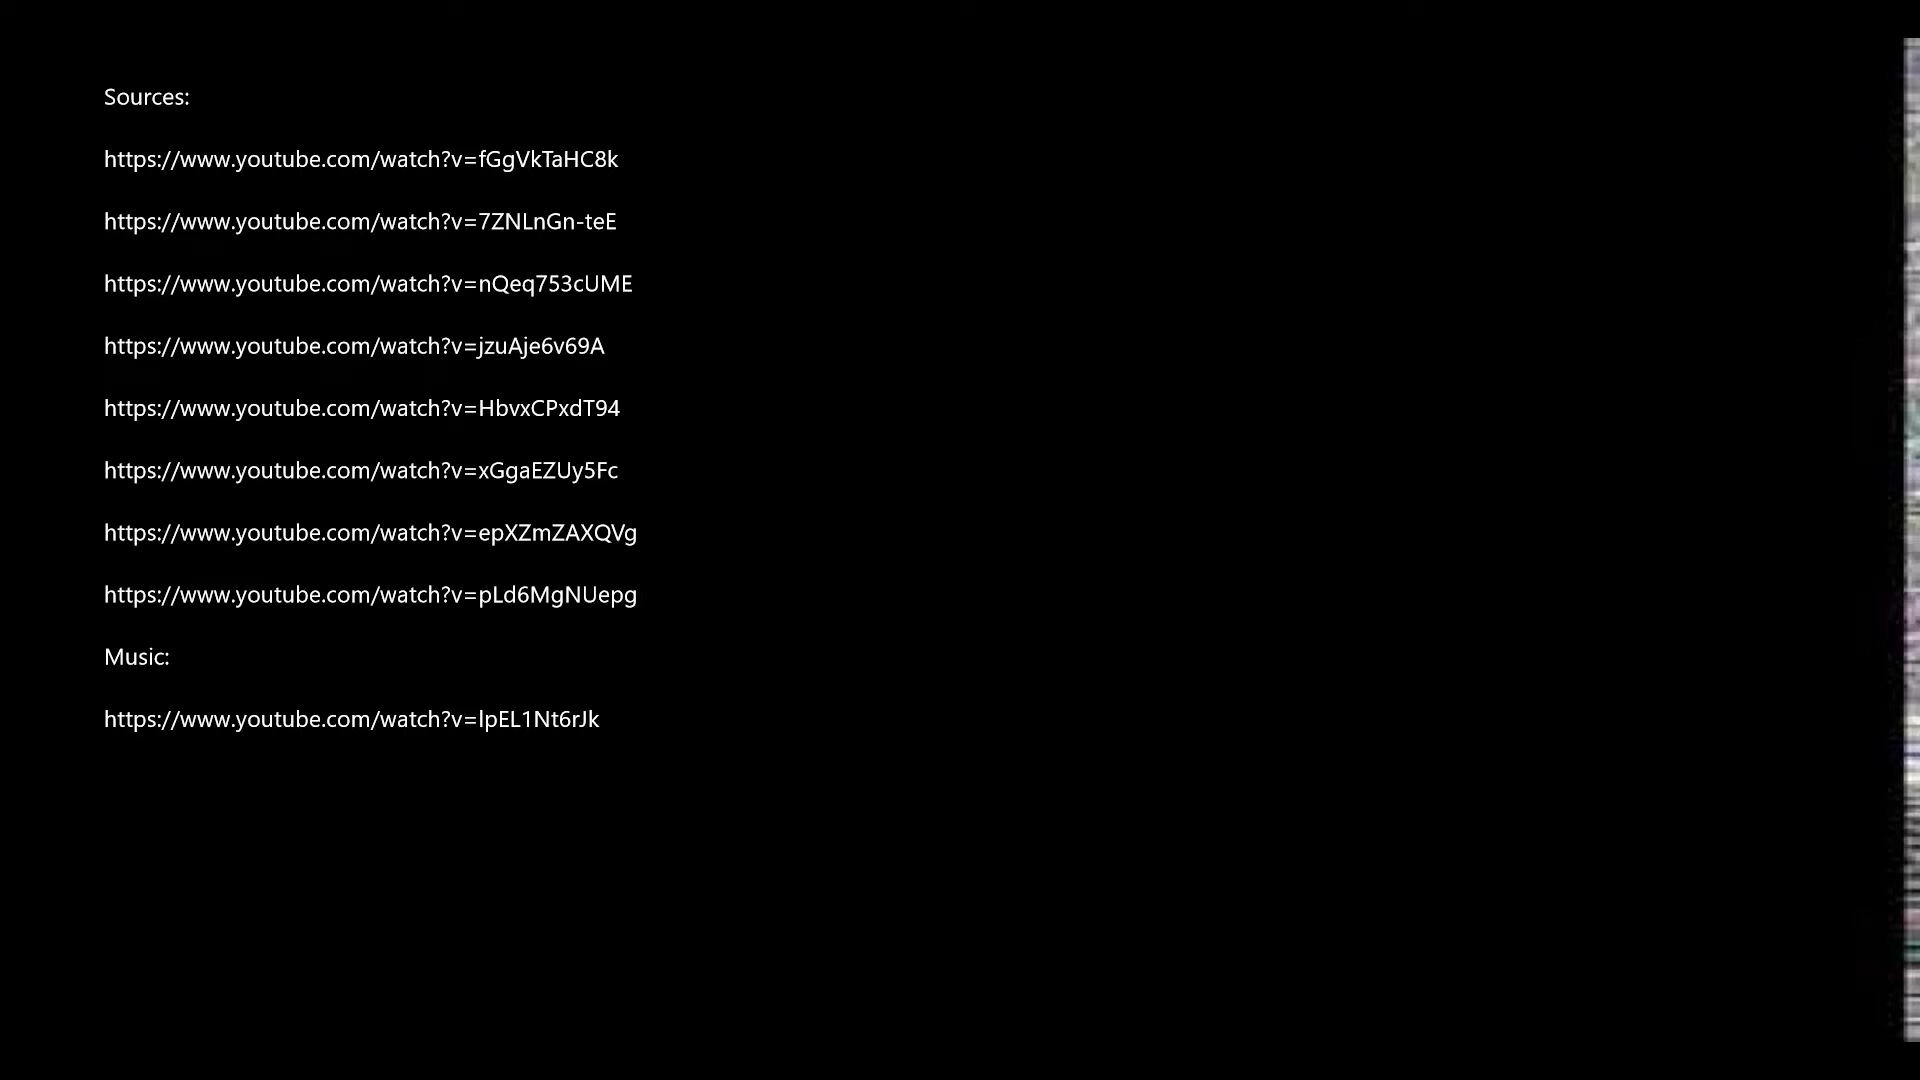 Sources:
https://www.youtube.com/watch?v=fGgVkTaHC8k
https://www.youtube.com/watch?v=7ZNLnGn-teE
https://www.youtube.com/watch?v=nQeq753cUME
https://www.youtube.com/watch?v=jzuAje6v69A
https://www.youtube.com/watch?v=HbvxCPxdT94
https://www.youtube.com/watch?v=xGgaEZUy5Fc
https://www.youtube.com/watch?v=epXZmZAXQVg
https://www.youtube.com/watch?v=pLd6MgNUepg
Music:
https://www.youtube.com/watch?v=lpEL1Nt6rJk